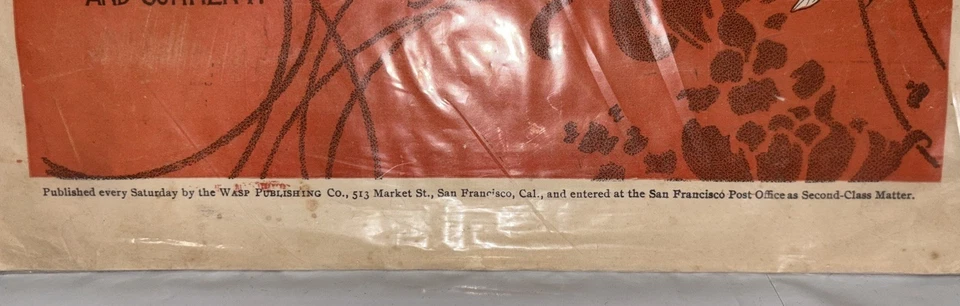 AND
Published every Saturday by the WASP PUBLISHING Co., 513 Market St., San Francisco, Cal., and entered at the San Francisco Post-Office as Second-Class Matter.